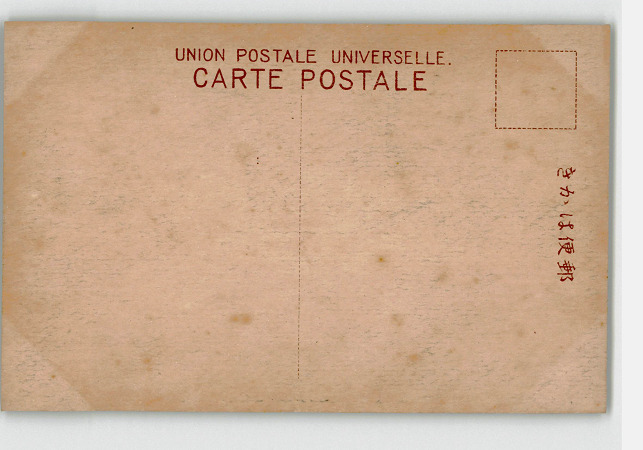 UNION POSTALE UNIVERSELLE.
CARTE POSTALE
きかは便郵